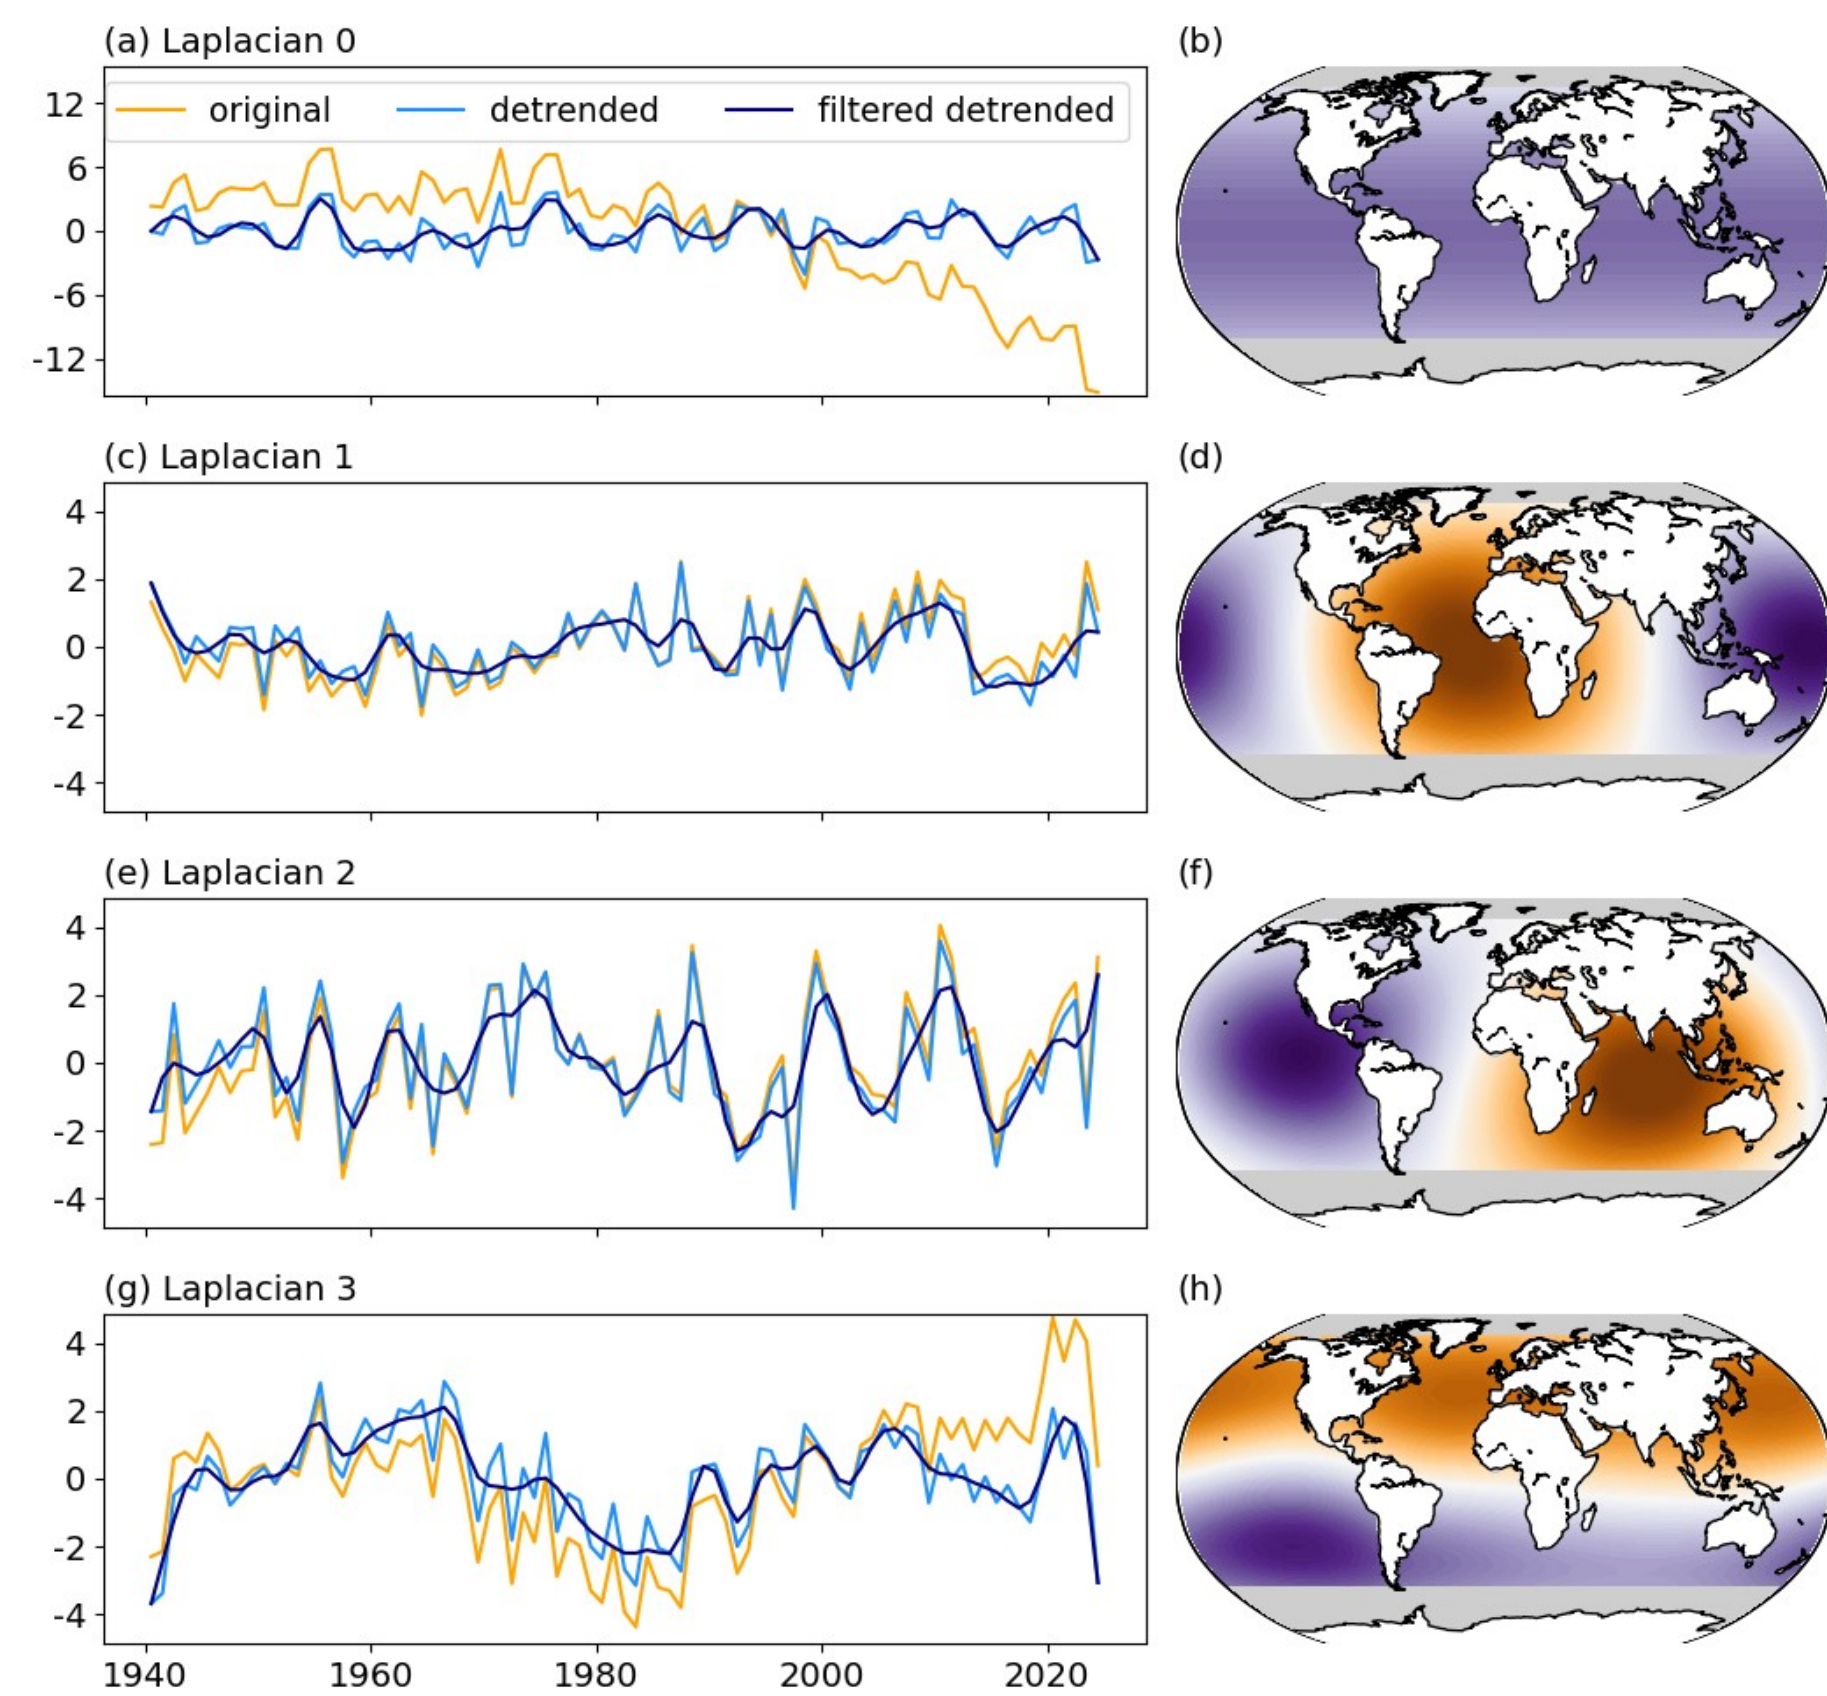 (a) Laplacian 0
(b)
original detrended filtered detrended
12
6
0
-6
-12
(c) Laplacian 1
(d)
4
2
0
-2
-4
(e) Laplacian 2
(f)
4
2
0
-2
-4
(g) Laplacian 3
(h)
4
2
0
-2
-4
1940 1960 1980 2000 2020